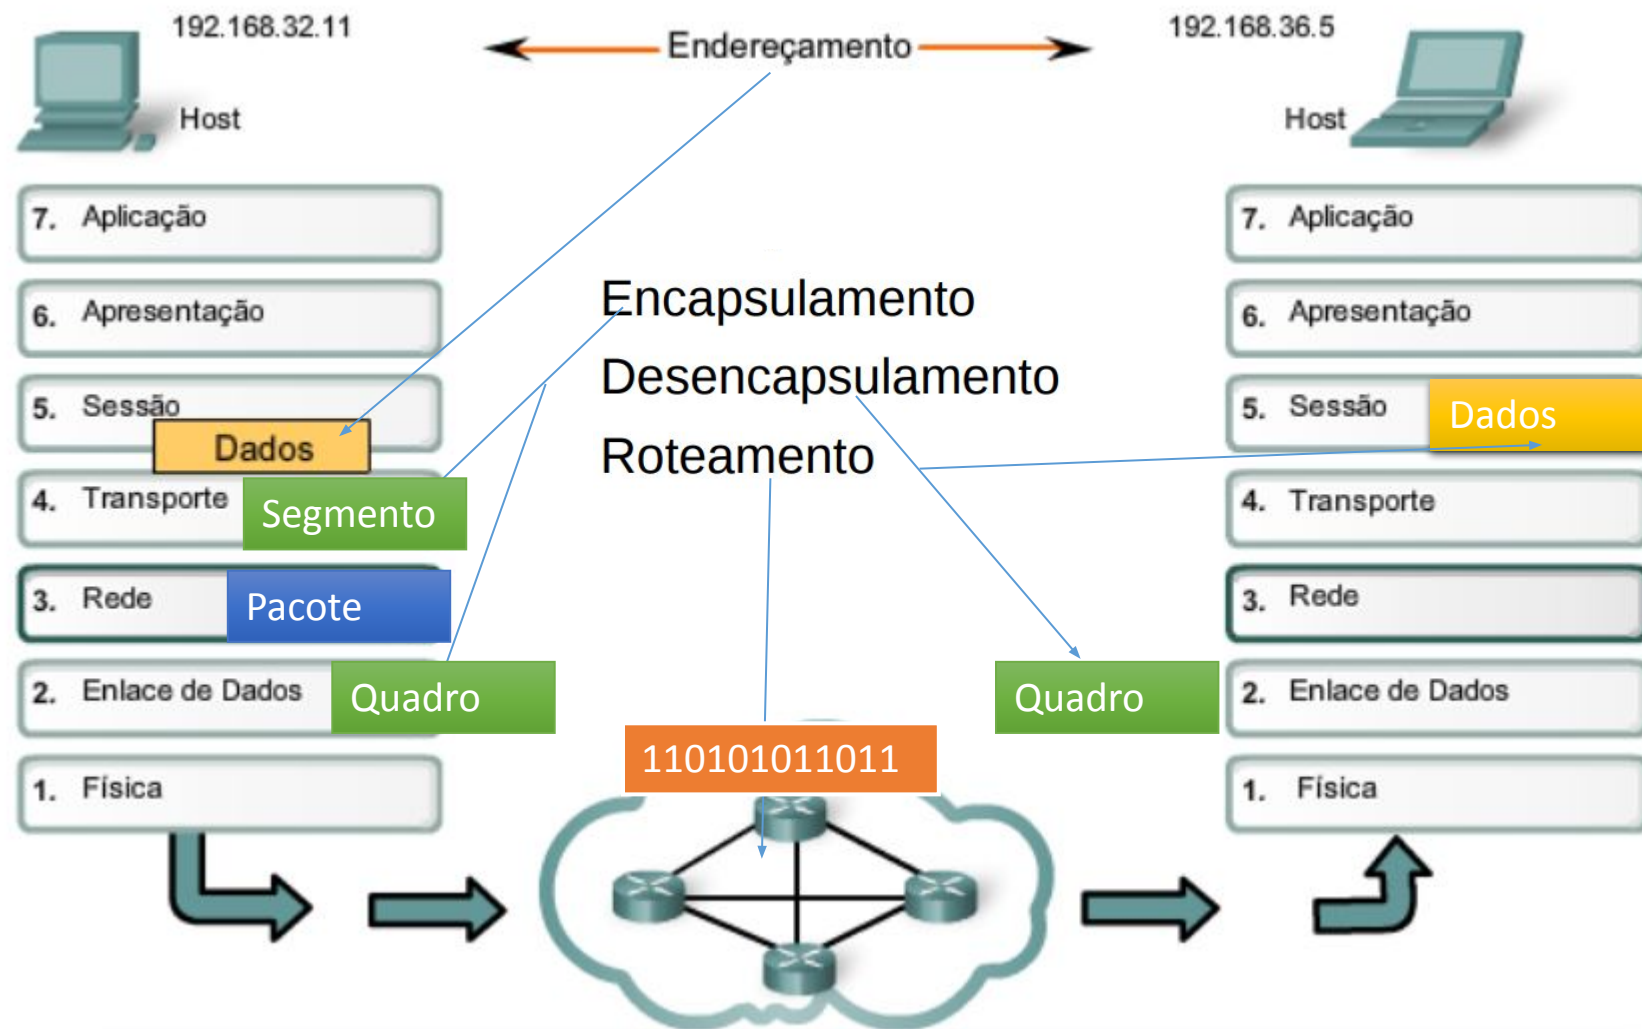 192.168.32.11
Endereçamento
192.168.36.5
Host
Host
7. Aplicação
6. Apresentação
5. Sessão
Dados
4. Transporte
Segmento
3. Rede
Pacote
2. Enlace de Dados
Quadro
1. Física
Encapsulamento
Desencapsulamento
Roteamento
110101011011
7. Aplicação
6. Apresentação
5. Sessão
Dados
4. Transporte
3. Rede
Quadro
2. Enlace de Dados
1. Física